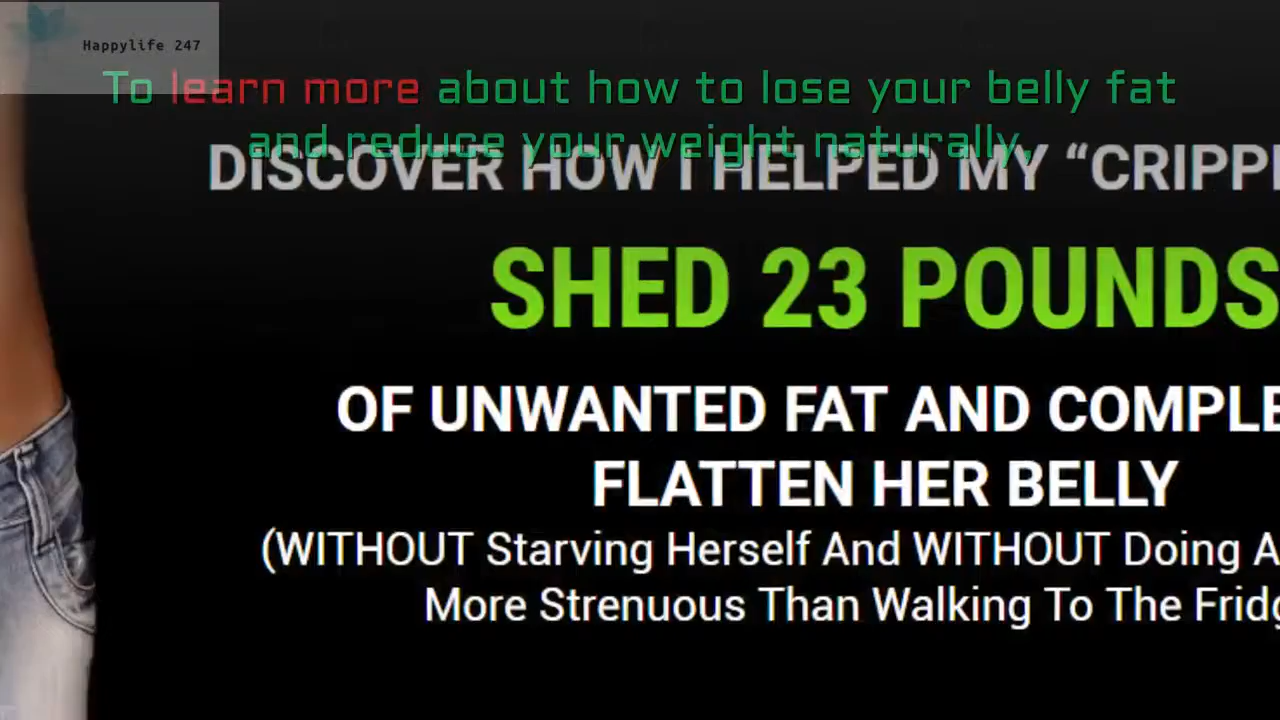 Happylife 247
To learn more about how to lose your belly fat
and reduce your weight naturally,
DISCOVER HOW I HELPED MY “CRIPP
SHED 23 POUNDS
OF UNWANTED FAT AND COMPLE
FLATTEN HER BELLY
(WITHOUT Starving Herself And WITHOUT Doing A
More Strenuous Than Walking To The Fridg